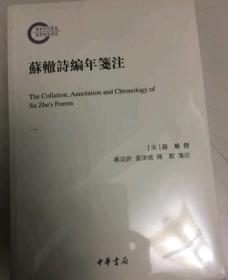 蘇轍詩編年箋注
The Collation, Annotation and Chronology of
Su Zhe's Poems
一
［宋］蘇 轍 撰
蔣宗許 袁津琥 陳 默 箋注
中華書局